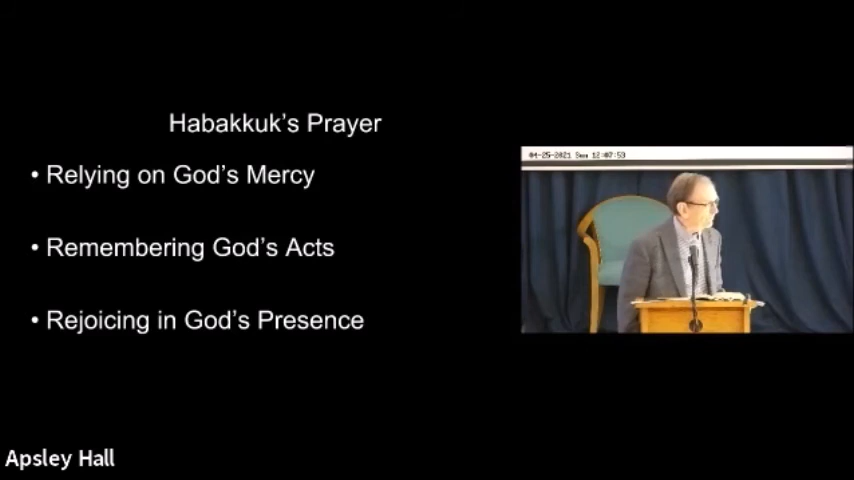 Habakkuk's Prayer
• Relying on God's Mercy
• Remembering God's Acts
• Rejoicing in God's Presence
04-25-2021 Sun 12:07:53
Apsley Hall